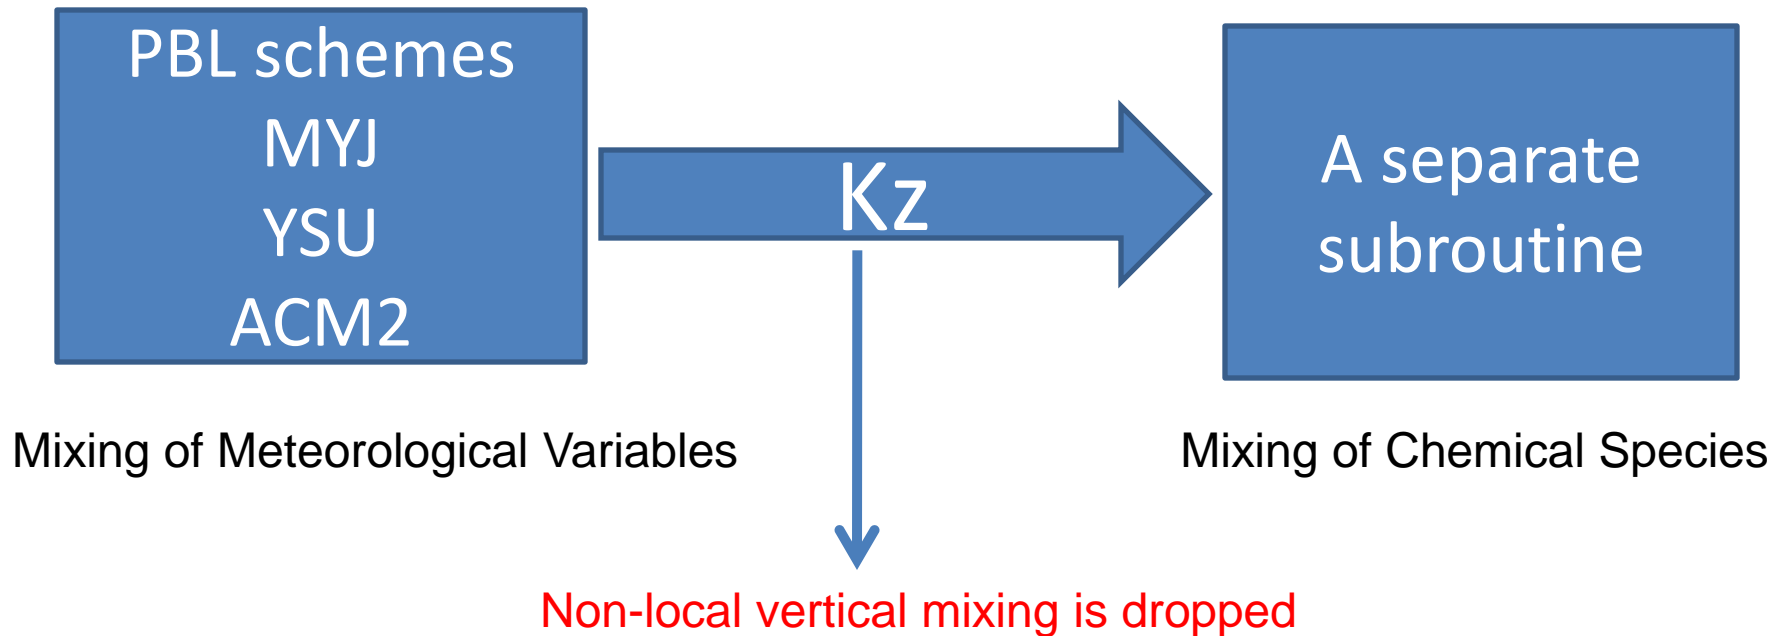 PBL schemes
MYJ
YSU
ACM2
Kz
A separate
subroutine
Mixing of Meteorological Variables
Mixing of Chemical Species
Non-local vertical mixing is dropped